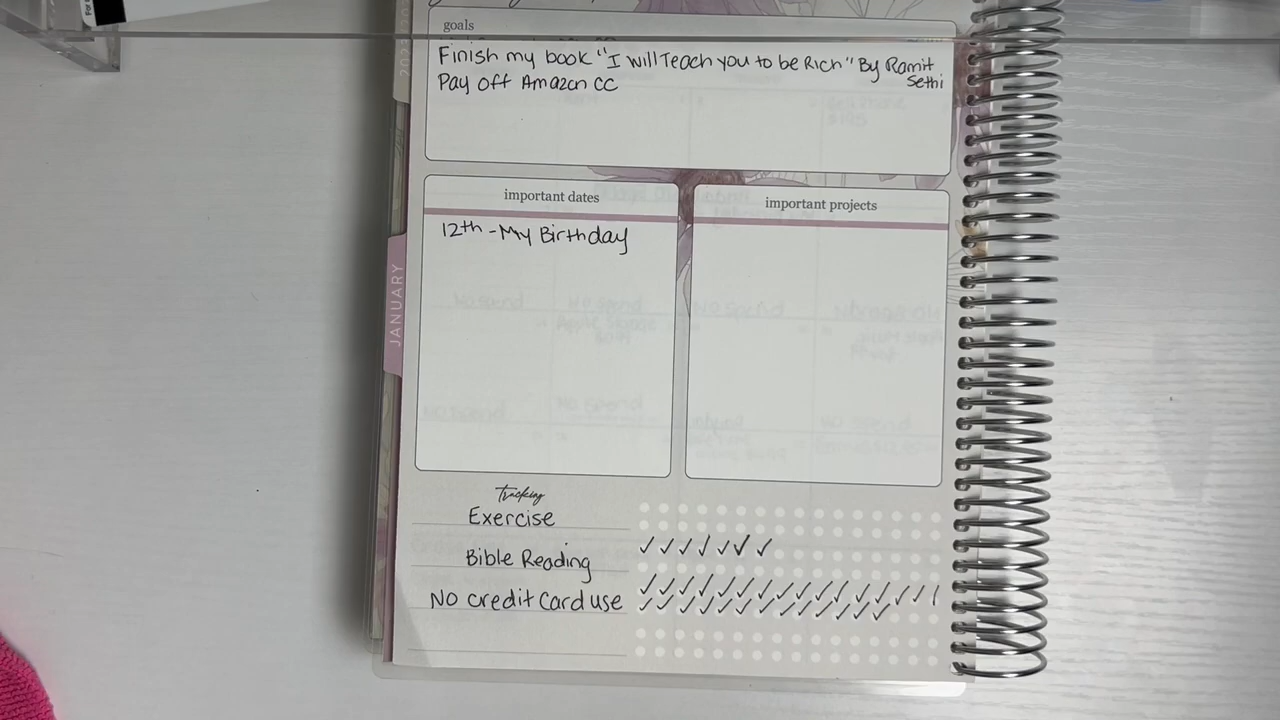 goals
Finish my book "I will Teach you to be Rich" By Ramit
Sethi
Pay off Amazon CC
important dates
important projects
12th - My Birthday
JANUARY
Tracking
Exercise
Bible Reading
No credit Card use